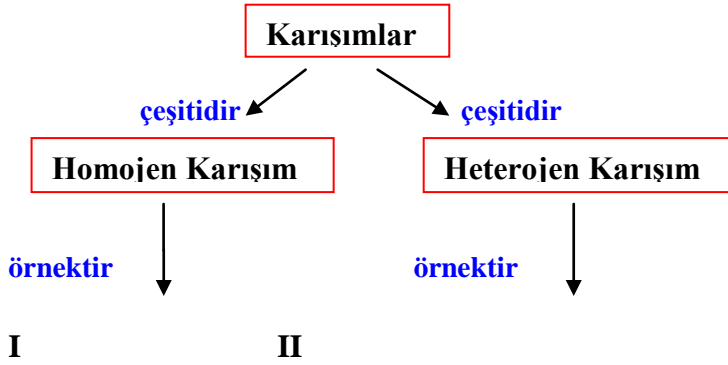 Karışımlar
çeşitidir çeşitidir
Homojen Karışım Heterojen Karışım
örnektir örnektir
I II